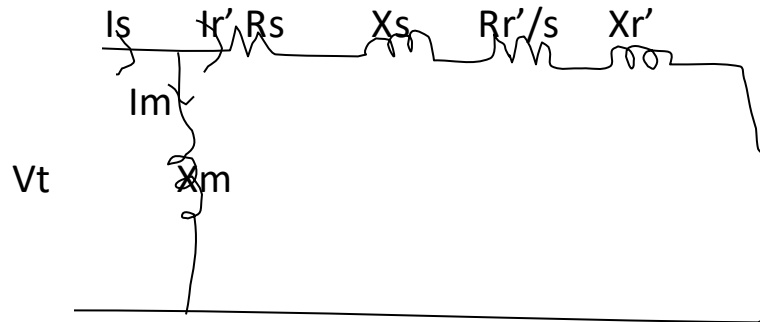 Is Ir’ Rs Xs Rr’/s Xr’
Im
Vt Xm